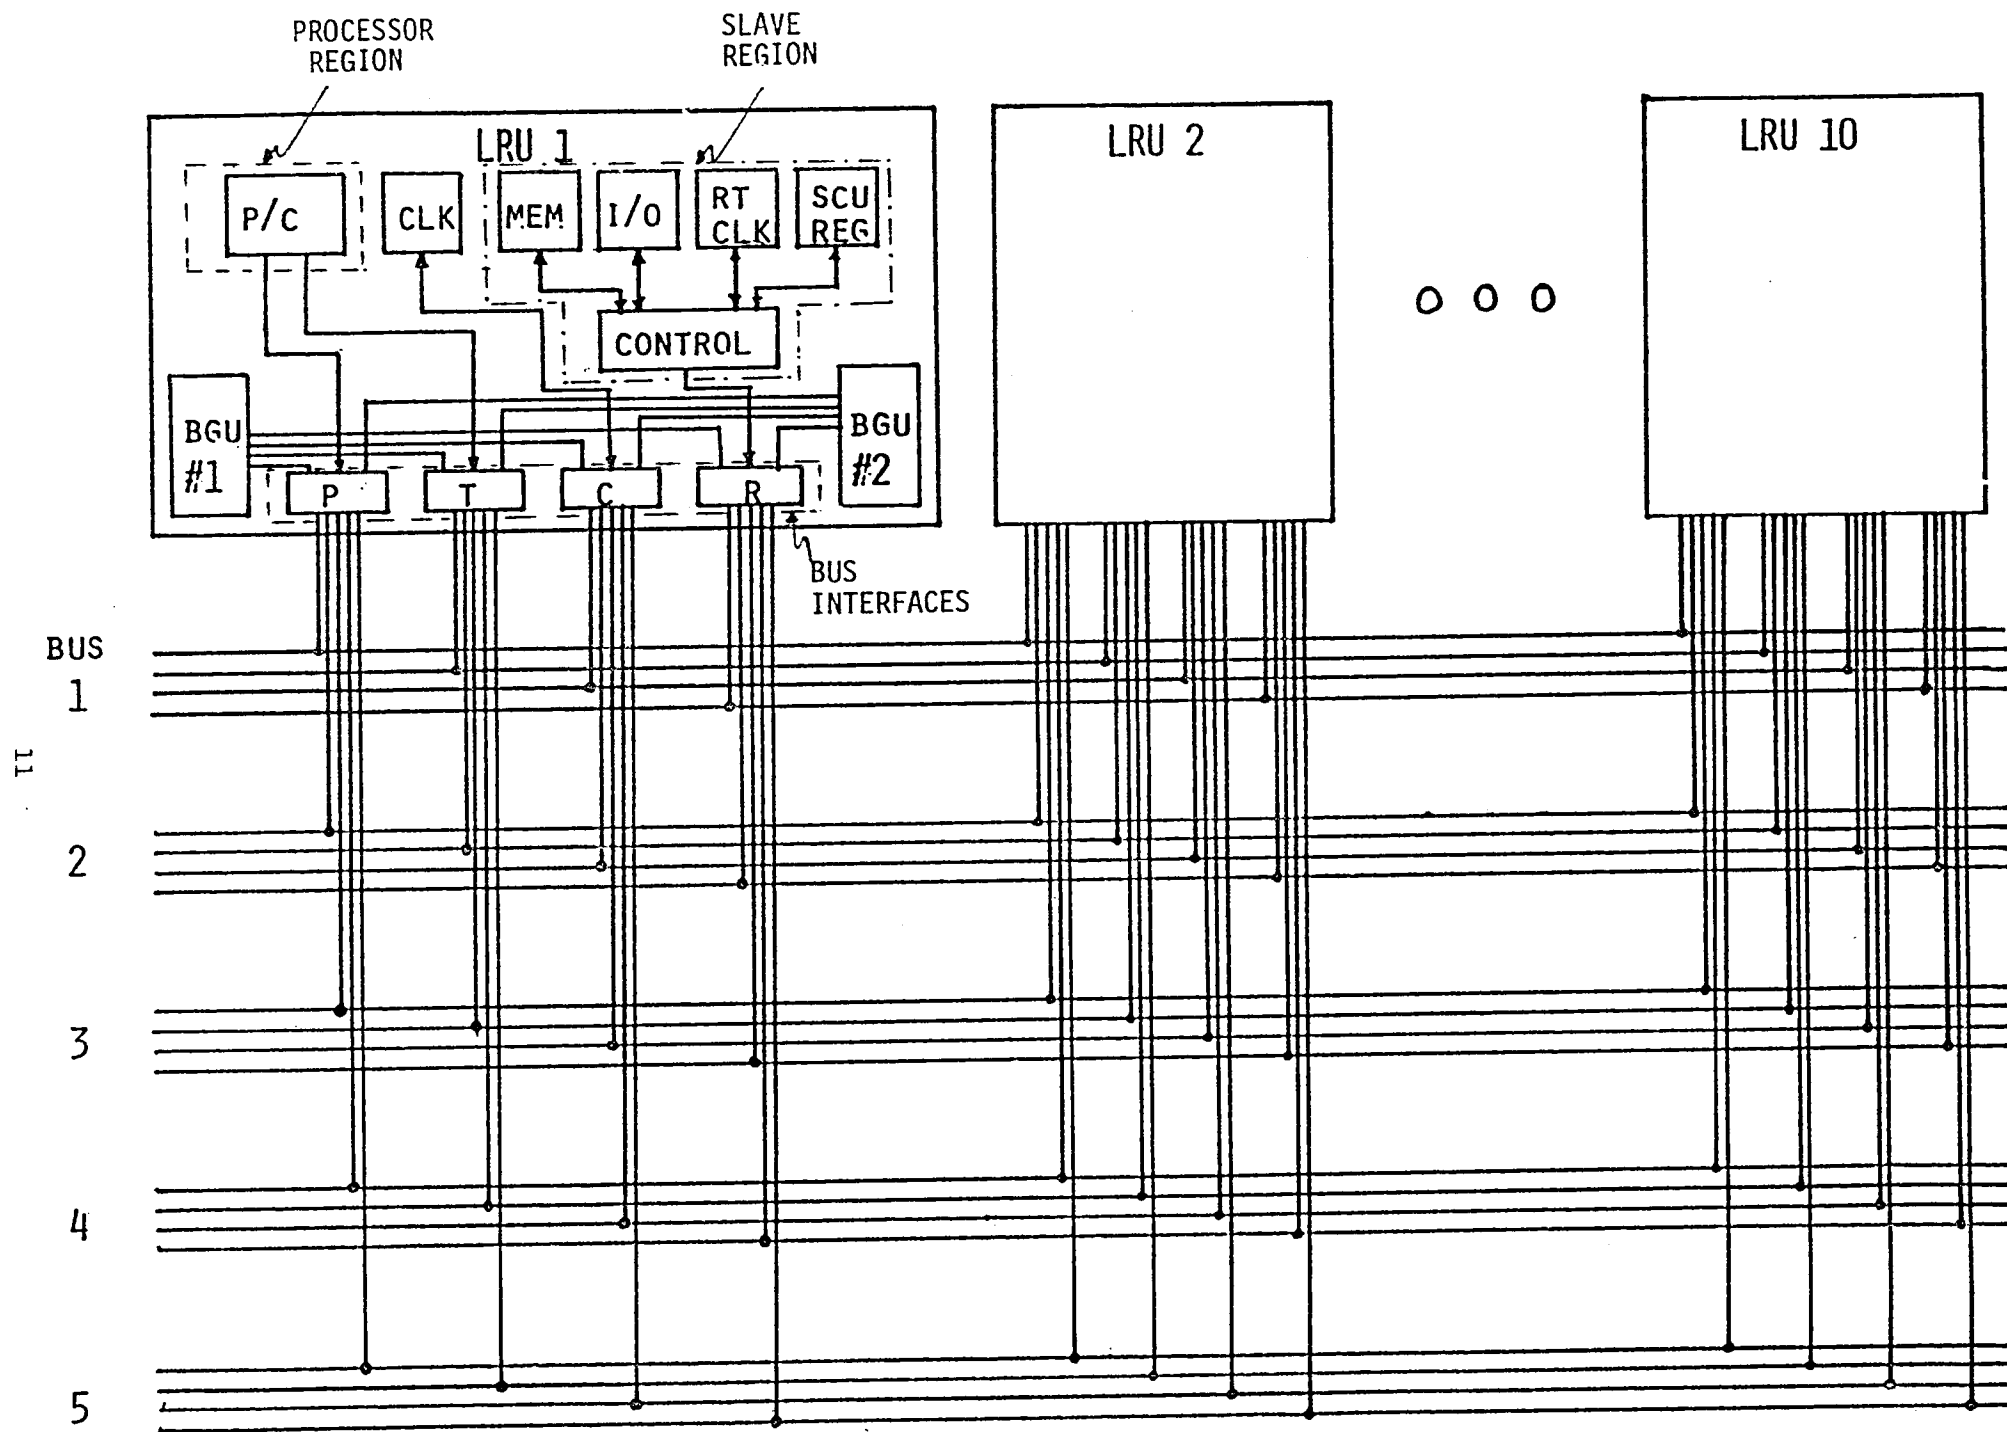 PROCESSOR
REGION
SLAVE
REGION
LRU 1
LRU 2
LRU 10
P/C
CLK
MEM
I/O
RT
CLK
SCU
REG
CONTROL
BGU
#1
BGU
#2
P
T
C
R
BUS
INTERFACES
BUS
1
2
3
4
5
11